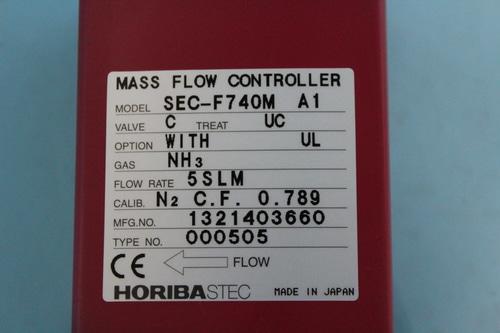 MASS FLOW CONTROLLER
MODEL SEC-F740M A1
VALVE C TREAT UC
OPTION WITH UL
GAS NH₃
FLOW RATE 5SLM
CALIB. N₂ C.F. 0.789
MFG.NO. 1321403660
TYPE NO. 000505
CE FLOW
HORIBASTEC MADE IN JAPAN